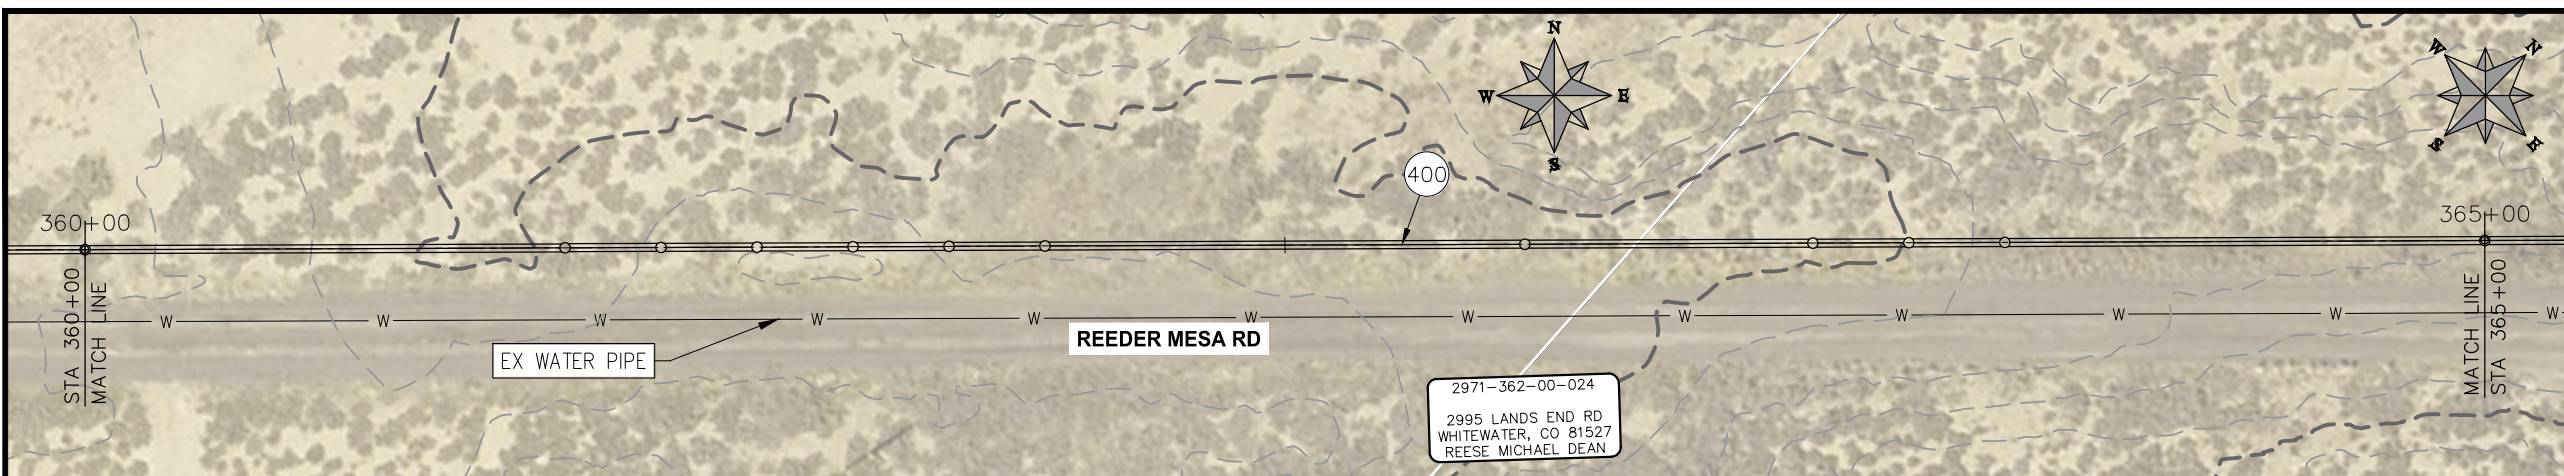 N
W
E
S
W
N
S
E
400
360+00
365+00
STA 360+00
MATCH LINE
W W W W W W W W W W W W
EX WATER PIPE
REEDER MESA RD
MATCH LINE
STA 365+00
2971-362-00-024
2995 LANDS END RD
WHITEWATER, CO 81527
REESE MICHAEL DEAN